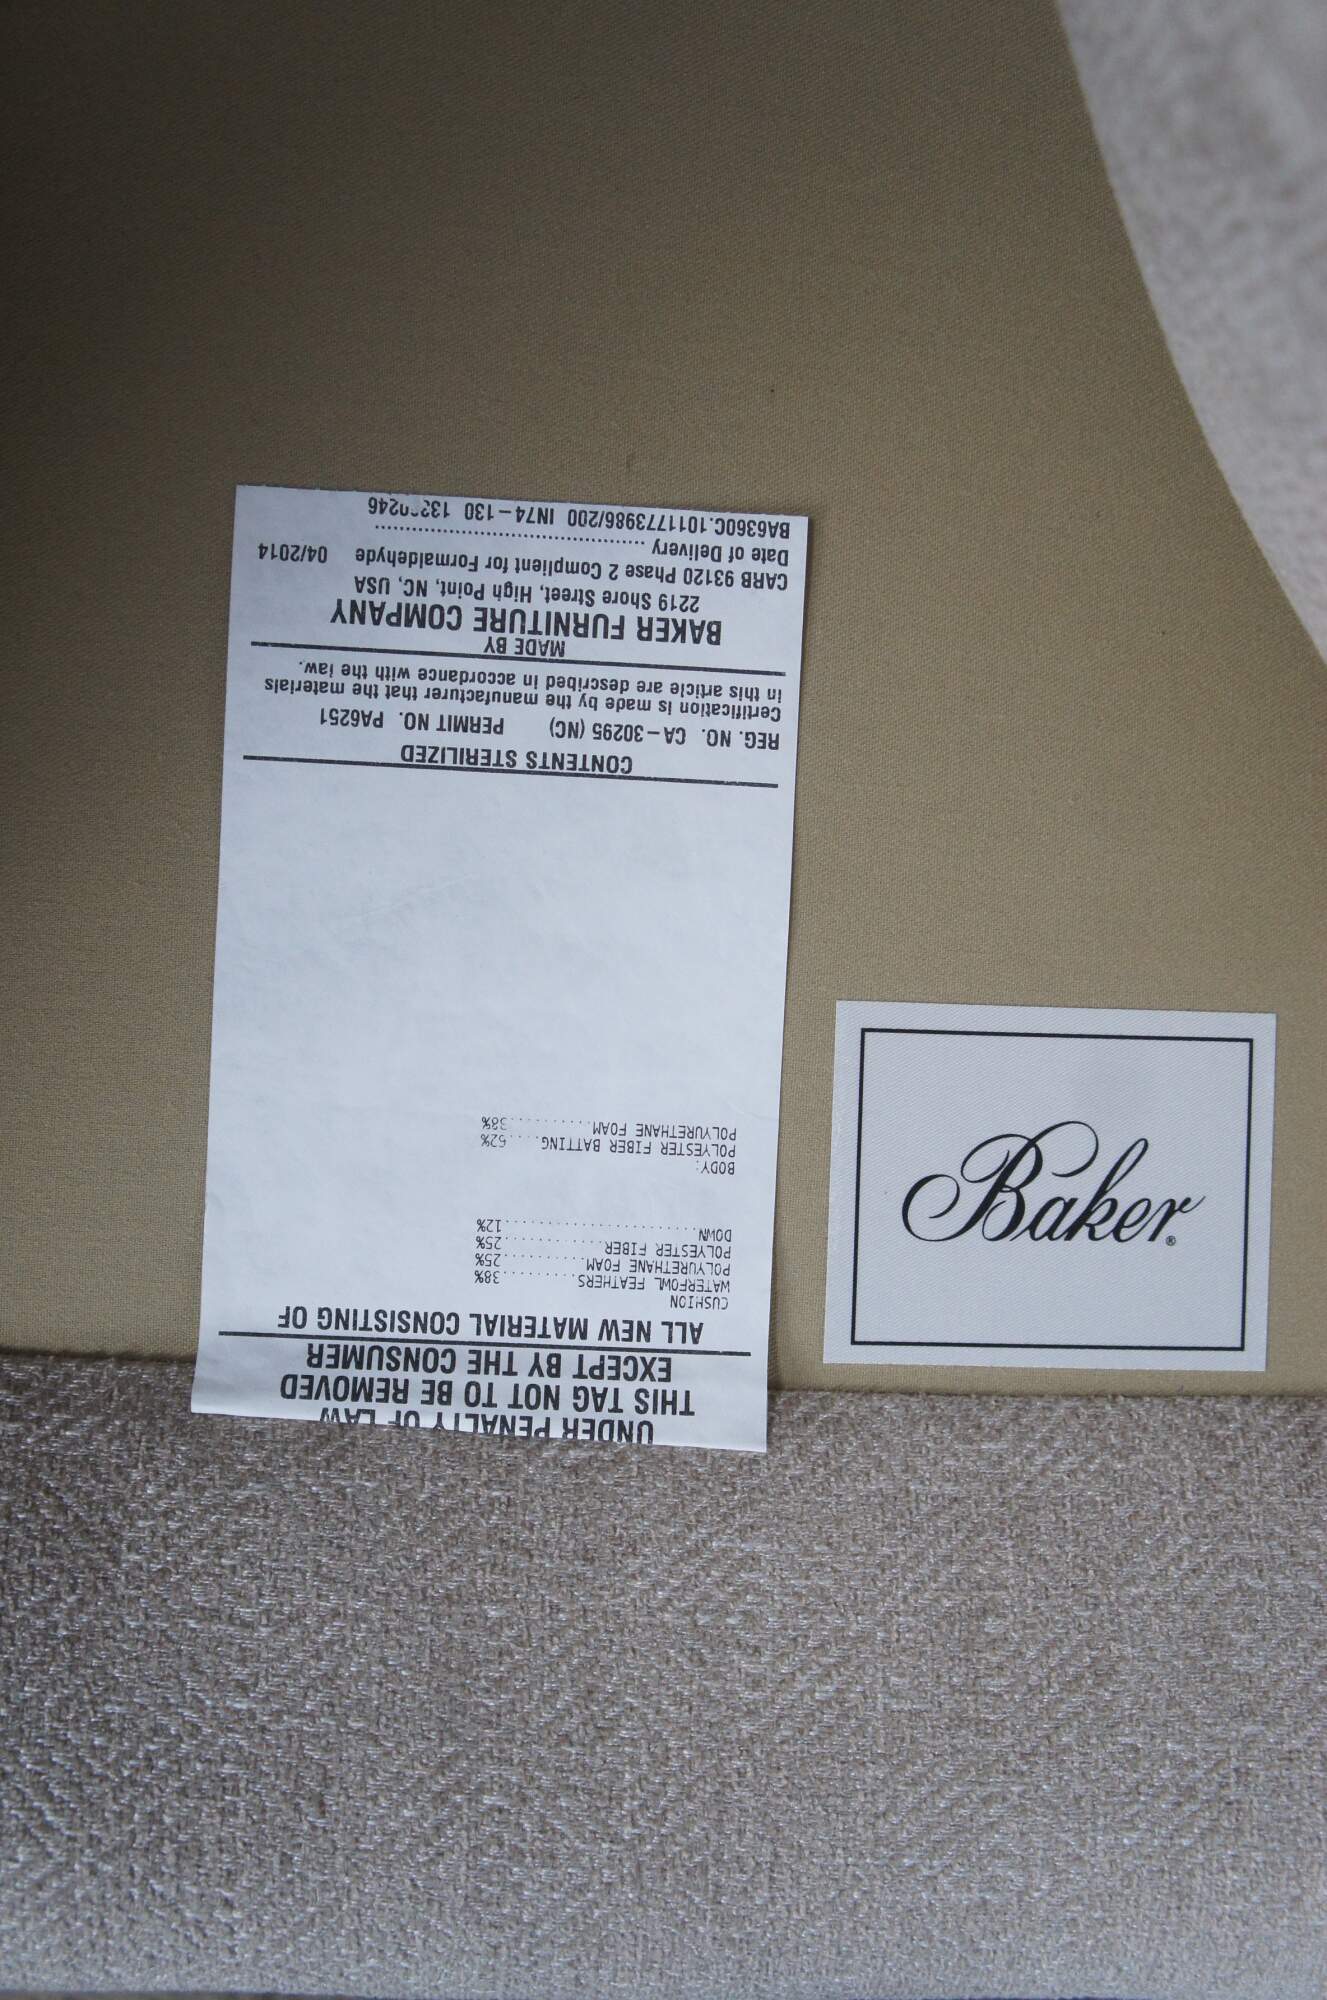 UNDER PENALTY OF LAW
THIS TAG NOT TO BE REMOVED
EXCEPT BY THE CONSUMER
ALL NEW MATERIAL CONSISTING OF
CUSHION
WATERFOWL FEATHERS.........38%
POLYURETHANE FOAM..........25%
POLYESTER FIBER............25%
DOWN.......................12%
BODY:
POLYESTER FIBER BATTING....62%
POLYURETHANE FOAM..........38%
CONTENTS STERILIZED
REG. NO. CA-30295 (NC) PERMIT NO. PA6251
Certification is made by the manufacturer that the materials
in this article are described in accordance with the law.
MADE BY
BAKER FURNITURE COMPANY
2219 Shore Street, High Point, NC, USA
CARB 93120 Phase 2 Complient for Formaldehyde 04/2014
Date of Delivery ..........................................
BA6360C.1011773986/200 IN74-130
Baker®